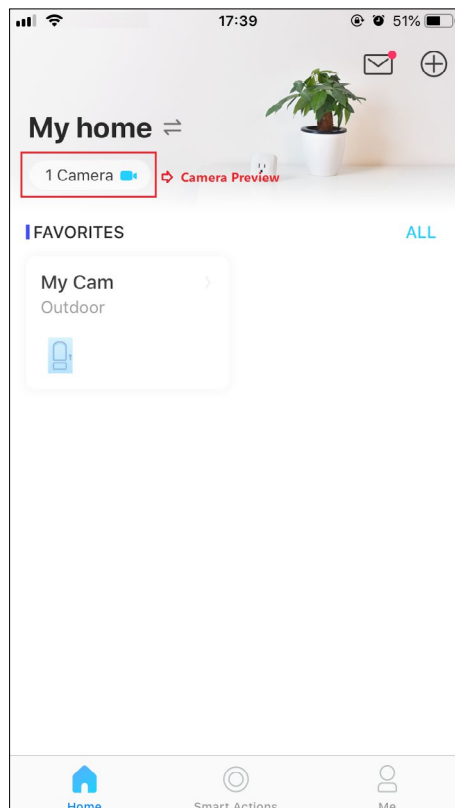 17:39
51%
My home
1 Camera
Camera Preview
FAVORITES
ALL
My Cam
Outdoor
Home
Smart Actions
Me